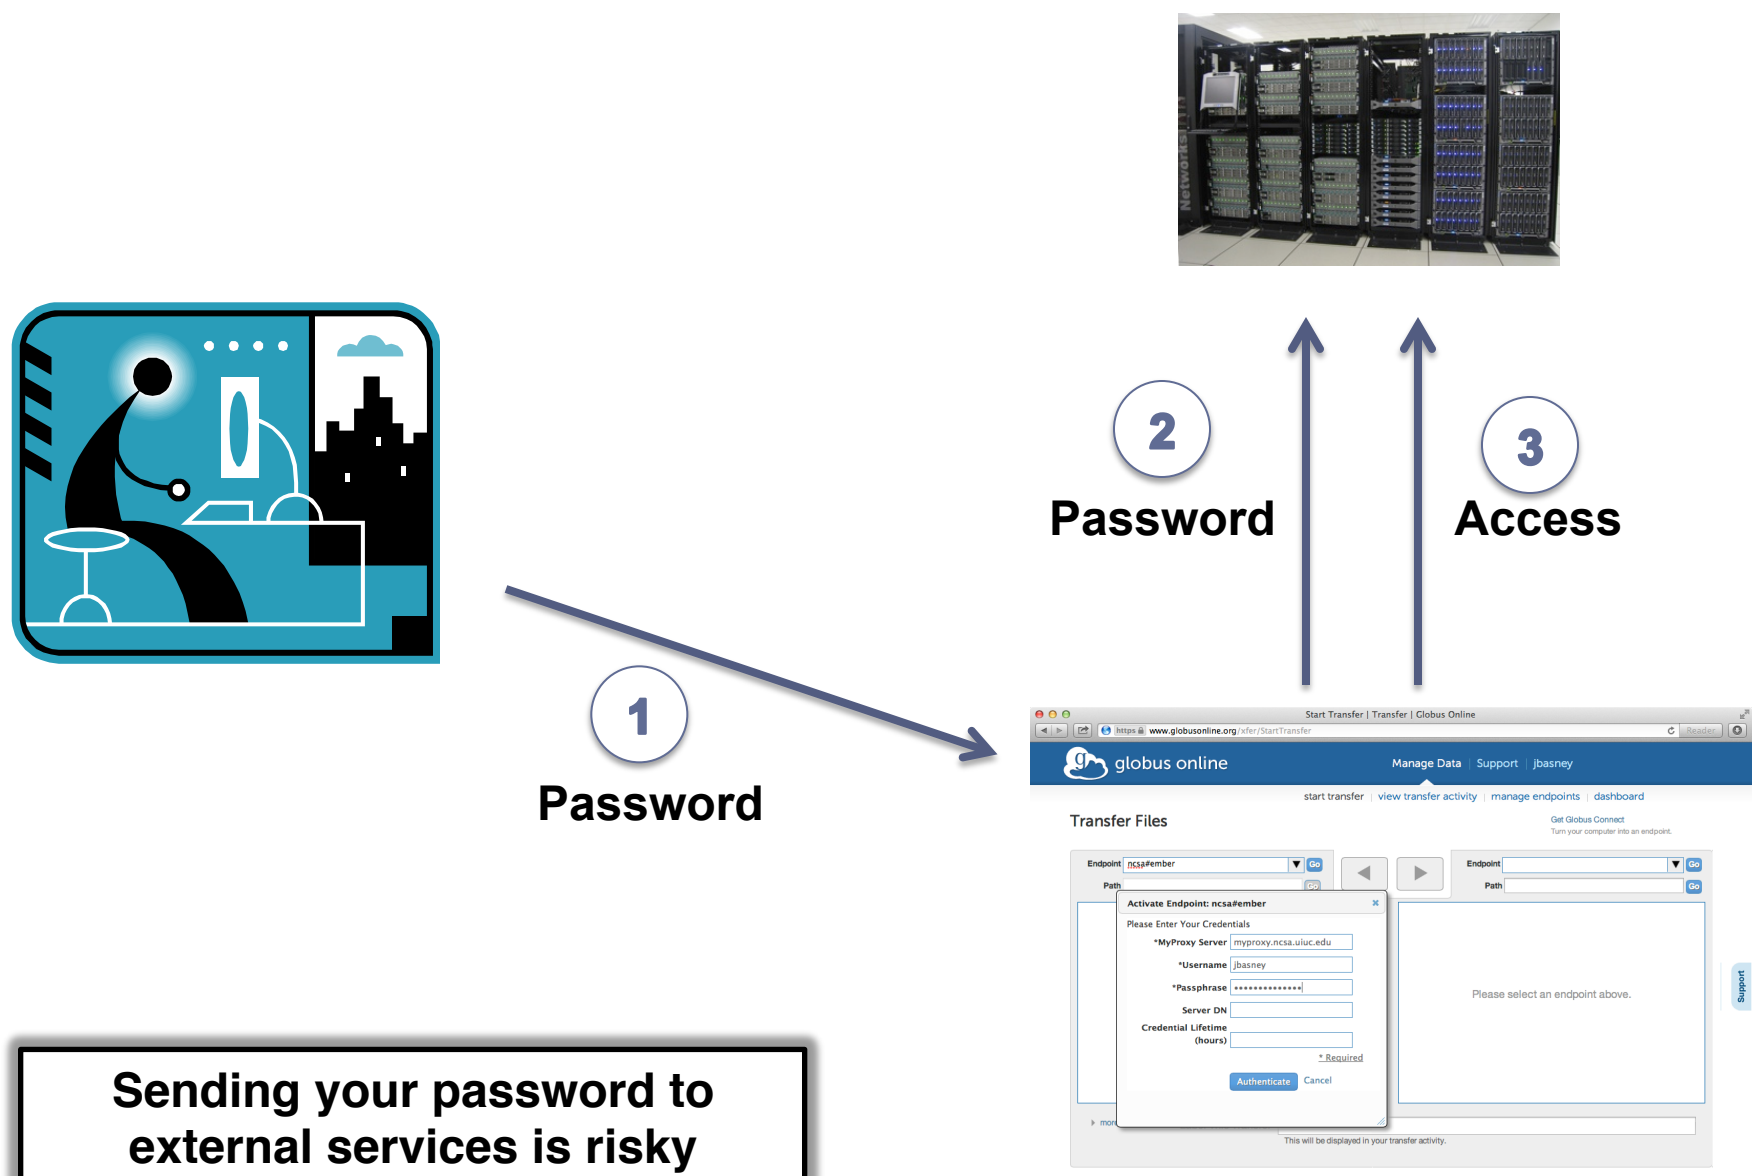 Networks
2
3
Password
Access
1
Password
Start Transfer | Transfer | Globus Online
https www.globusonline.org/xfer/StartTransfer
Reader
g
globus online
Manage Data | Support | jbasney
start transfer | view transfer activity | manage endpoints | dashboard
Transfer Files
Get Globus Connect
Turn your computer into an endpoint.
Endpoint ncsa#ember Go
Endpoint Go
Path Go
Path Go
Activate Endpoint: ncsa#ember
Please Enter Your Credentials
*MyProxy Server myproxy.ncsa.uiuc.edu
*Username jbasney
*Passphrase ••••••••••••••
Server DN
Credential Lifetime
(hours)
* Required
Authenticate Cancel
Please select an endpoint above.
Support
more
This will be displayed in your transfer activity.
Sending your password to
external services is risky